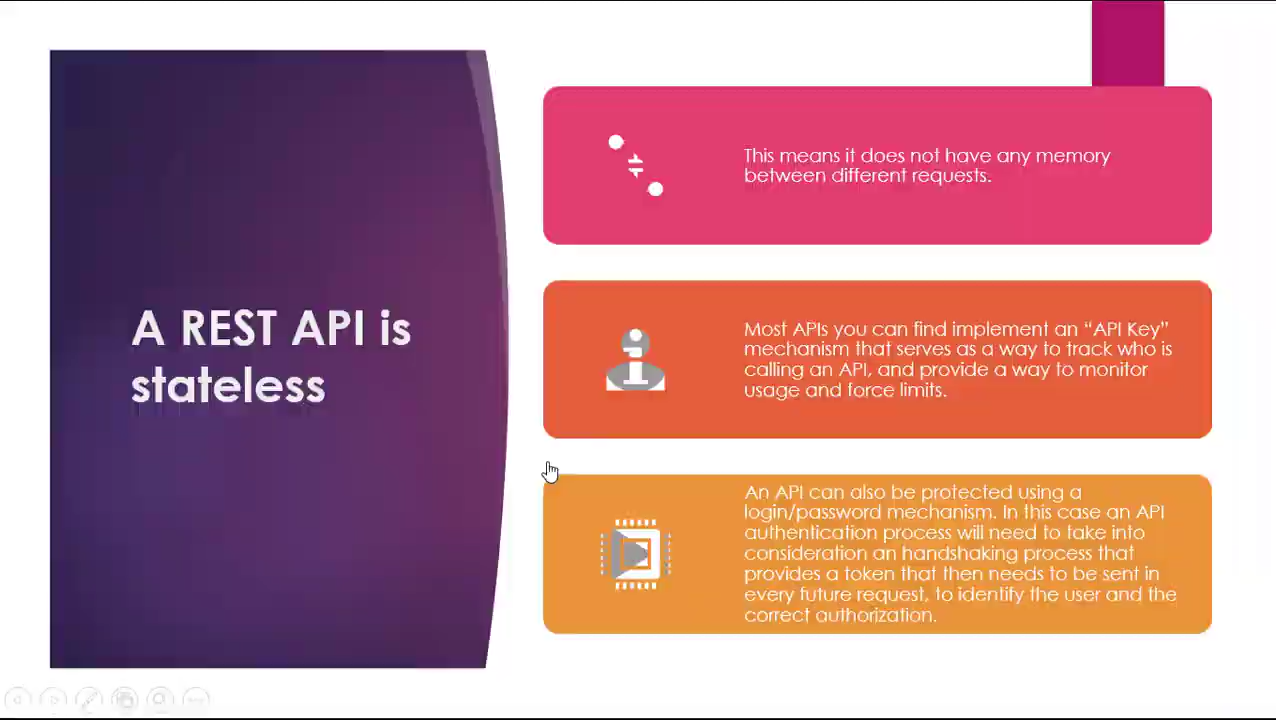 A REST API is
stateless
This means it does not have any memory
between different requests.
Most APIs you can find implement an “API Key”
mechanism that serves as a way to track who is
calling an API, and provide a way to monitor
usage and force limits.
An API can also be protected using a
login/password mechanism. In this case an API
authentication process will need to take into
consideration an handshaking process that
provides a token that then needs to be sent in
every future request, to identify the user and the
correct authorization.